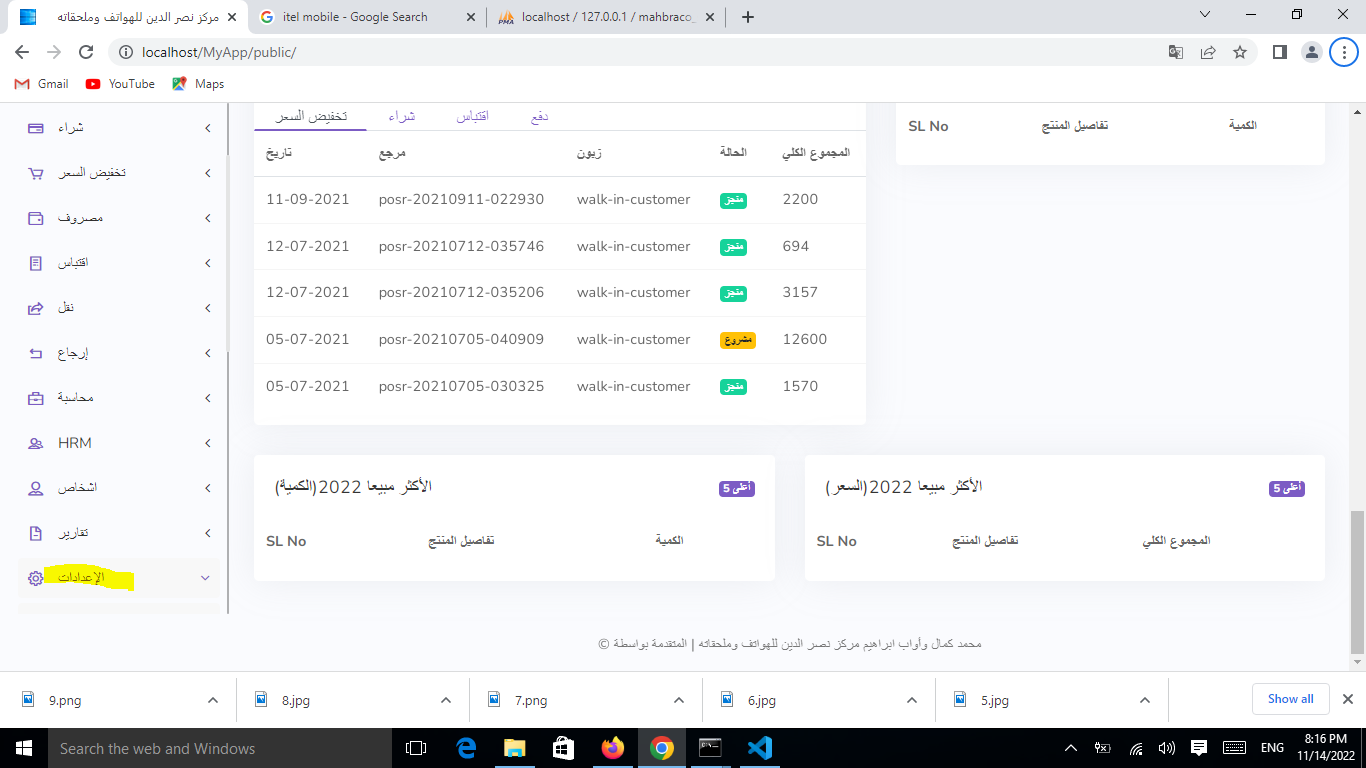 مركز نصر الدين للهواتف وملحقاته
itel mobile - Google Search
localhost / 127.0.0.1 / mahbraco_
localhost/MyApp/public/
Gmail
YouTube
Maps
شراء
تخفيض السعر
مصروف
اقتباس
نقل
إرجاع
محاسبة
HRM
اشخاص
تقارير
الإعدادات
تخفيض السعر شراء اقتباس دفع
تاريخ مرجع زبون الحالة المجموع الكلي
11-09-2021 posr-20210911-022930 walk-in-customer منجز 2200
12-07-2021 posr-20210712-035746 walk-in-customer منجز 694
12-07-2021 posr-20210712-035206 walk-in-customer منجز 3157
05-07-2021 posr-20210705-040909 walk-in-customer مشروع 12600
05-07-2021 posr-20210705-030325 walk-in-customer منجز 1570
SL No تفاصيل المنتج الكمية
الأكثر مبيعا 2022(الكمية) أعلى 5
SL No تفاصيل المنتج الكمية
الأكثر مبيعا 2022(السعر) أعلى 5
SL No تفاصيل المنتج المجموع الكلي
© محمد كمال وأواب ابراهيم مركز نصر الدين للهواتف وملحقاته | المتقدمة بواسطة
9.png
8.jpg
7.png
6.jpg
5.jpg
Show all
Search the web and Windows
ENG
8:16 PM
11/14/2022